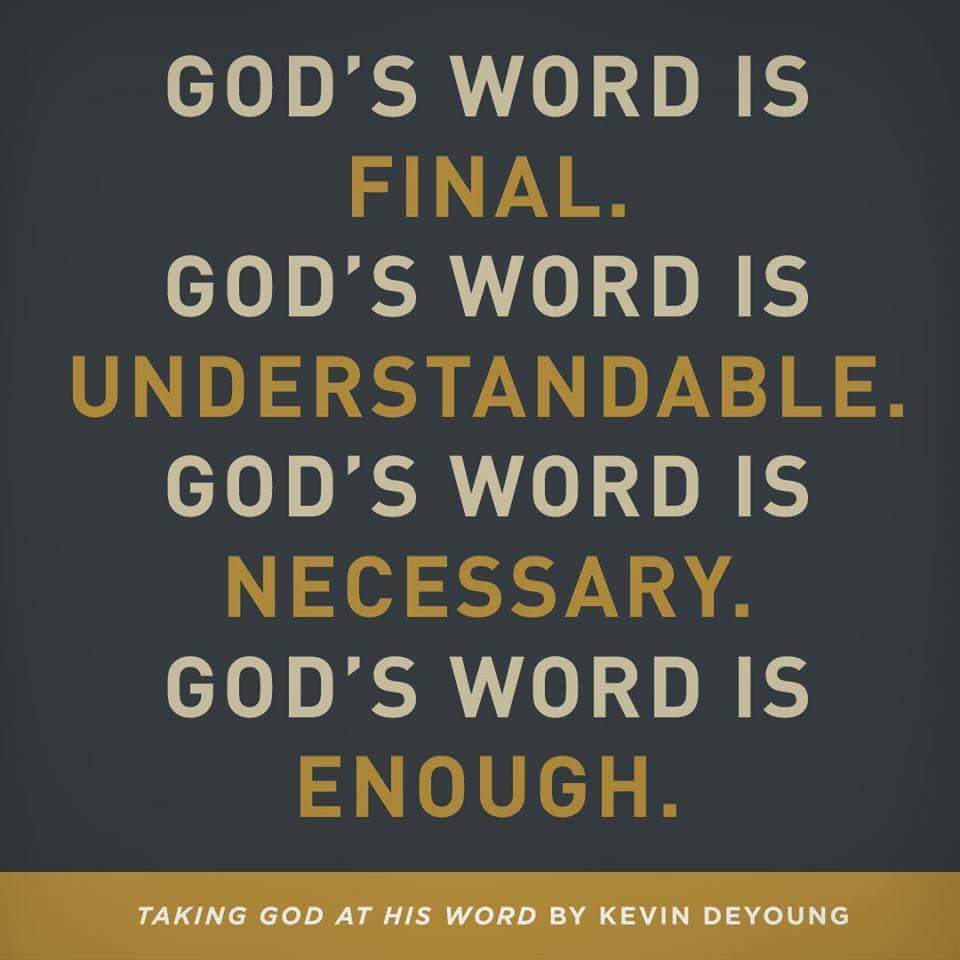 GOD’S WORD IS
FINAL.
GOD’S WORD IS
UNDERSTANDABLE.
GOD’S WORD IS
NECESSARY.
GOD’S WORD IS
ENOUGH.
TAKING GOD AT HIS WORD BY KEVIN DEYOUNG